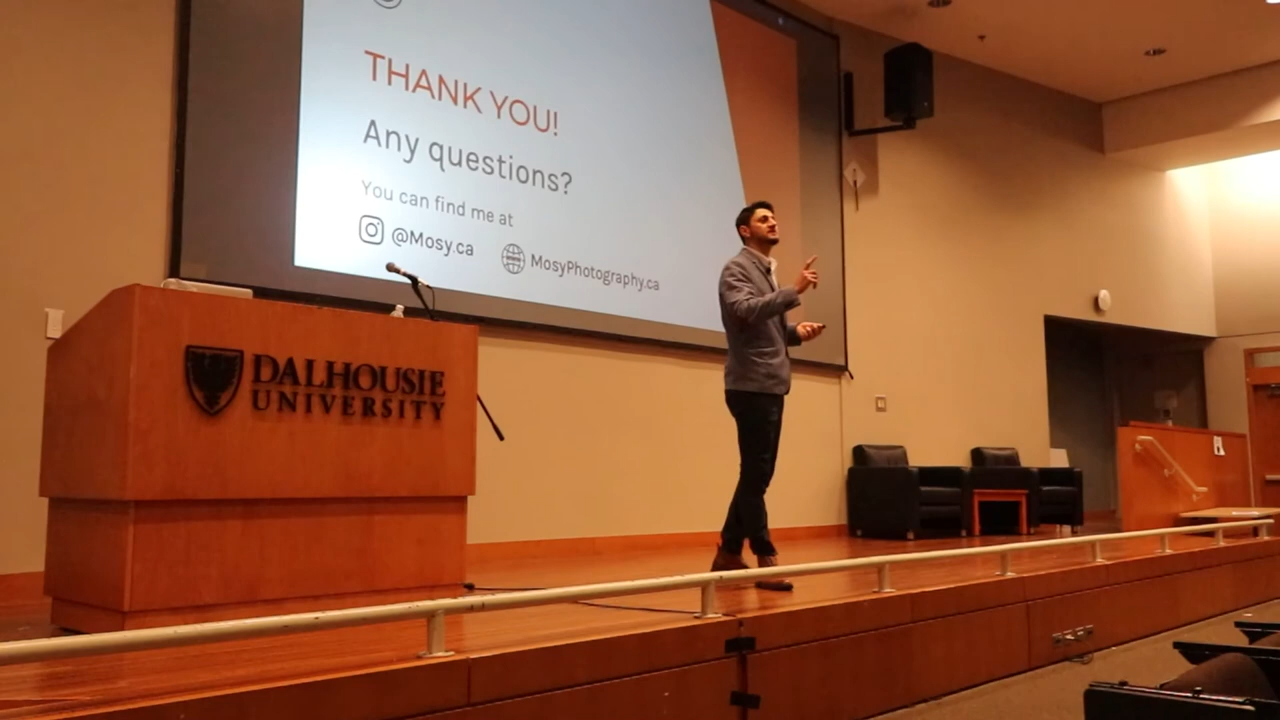 THANK YOU!
Any questions?
You can find me at
@Mosy.ca
MosyPhotography.ca
DALHOUSIE
UNIVERSITY